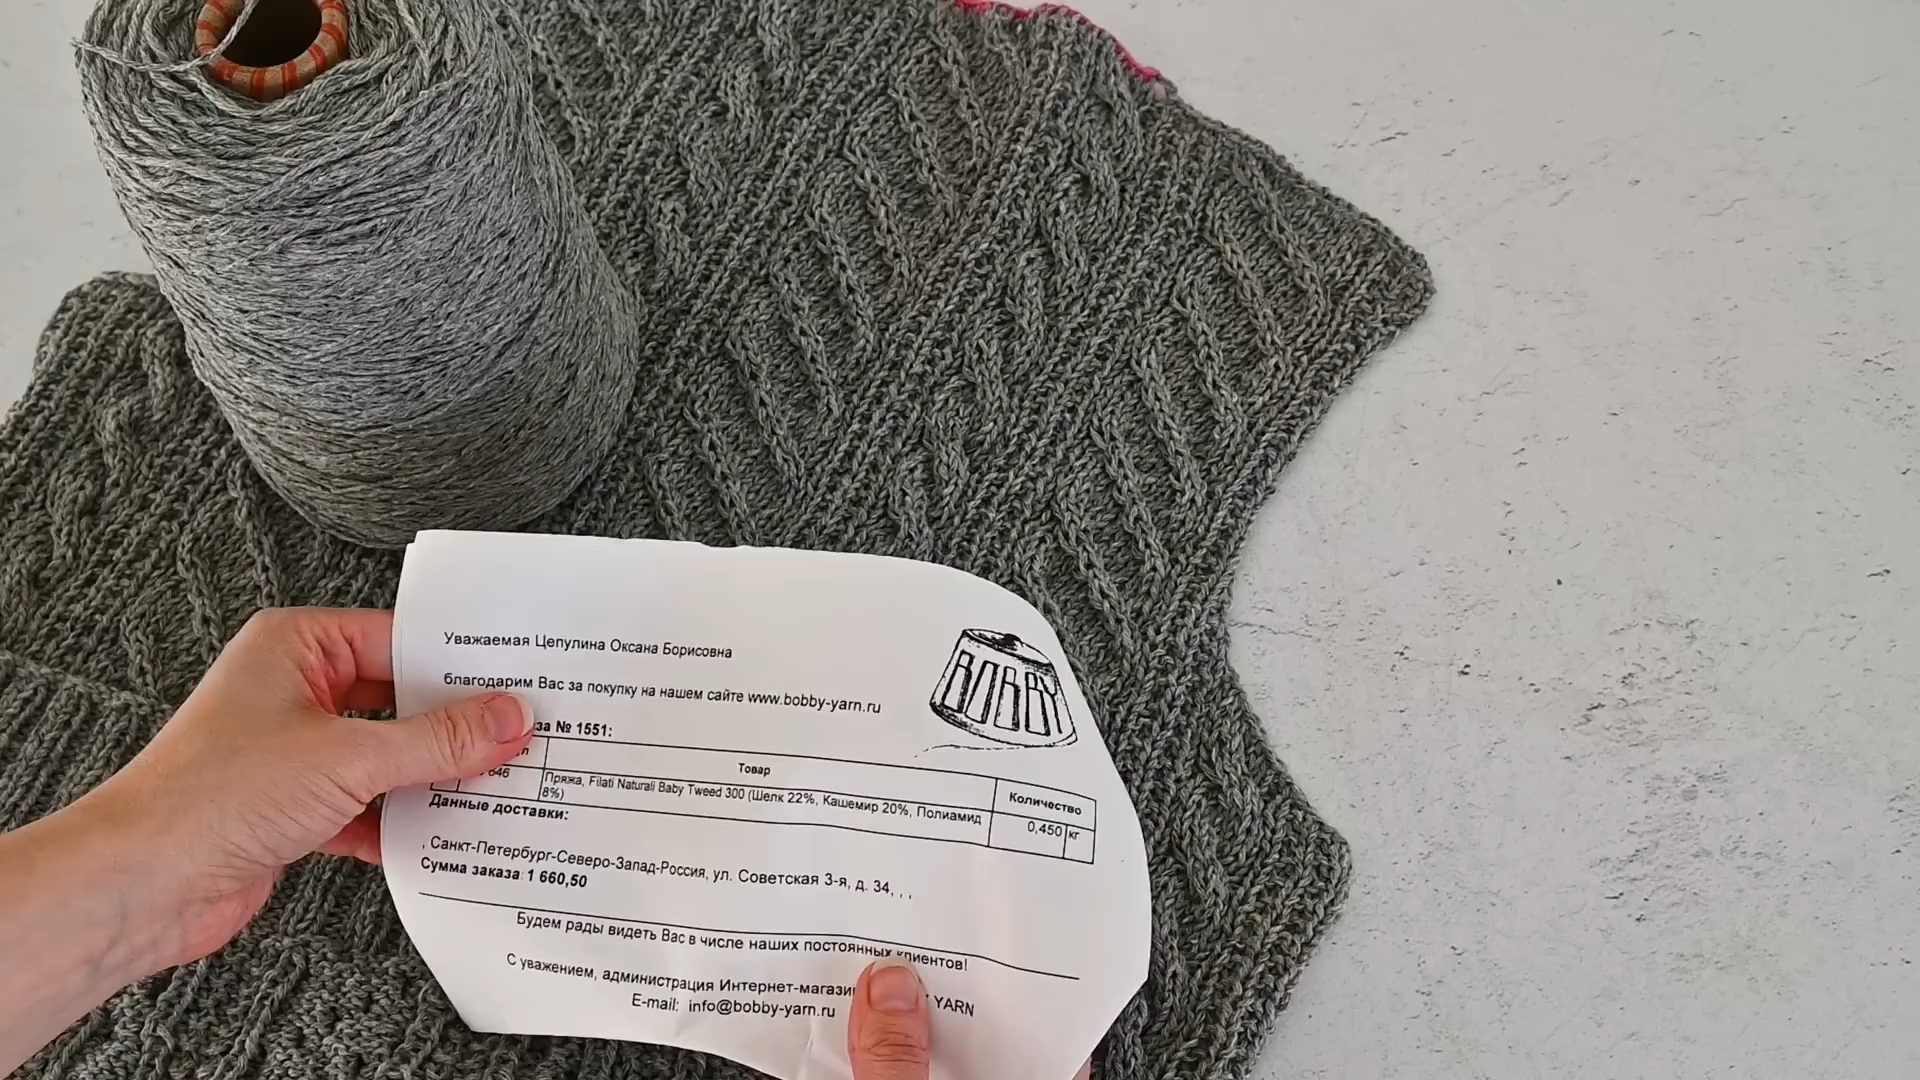 Уважаемая Цепулина Оксана Борисовна
BOBBY
благодарим Вас за покупку на нашем сайте www.bobby-yarn.ru
№ 1551:
Товар
Количество
Пряжа, Filati Naturali Baby Tweed 300 (Шелк 22%, Кашемир 20%, Полиамид
8%)
0,450 кг
Данные доставки:
, Санкт-Петербург-Северо-Запад-Россия, ул. Советская 3-я, д. 34, , ,
Сумма заказа: 1 660,50
Будем рады видеть Вас в числе наших постоянных клиентов!
С уважением, администрация YARN
E-mail: info@bobby-yarn.ru